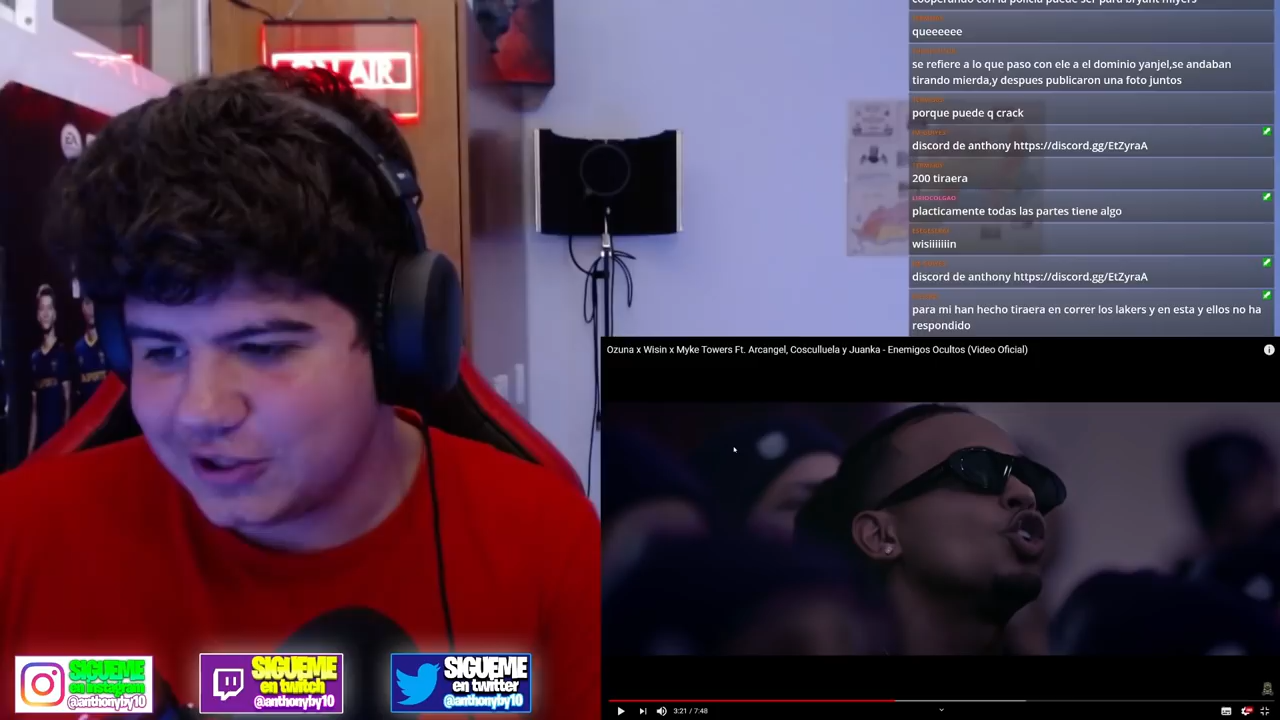 ON AIR
EA
queeeeee
se refiere a lo que paso con ele a el dominio yanjel,se andaban
tirando mierda,y despues publicaron una foto juntos
porque puede q crack
discord de anthony https://discord.gg/EtZyraA
200 tiraera
placticamente todas las partes tiene algo
wisiiiiiin
discord de anthony https://discord.gg/EtZyraA
para mi han hecho tiraera en correr los lakers y en esta y ellos no ha
respondido
Ozuna x Wisin x Myke Towers Ft. Arcangel, Cosculluela y Juanka - Enemigos Ocultos (Video Oficial)
3:21 / 7:48
SIGUEME
en instagram
@anthonyby10
SIGUEME
en twitch
@anthonyby10
SIGUEME
en twitter
@anthonyby10